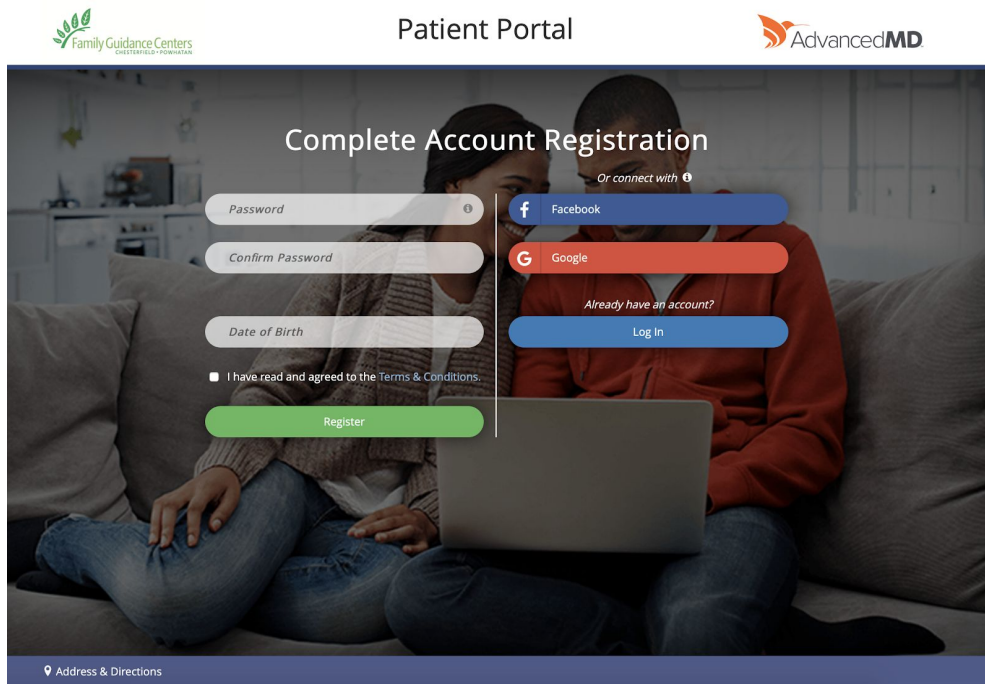 Family Guidance Centers
CHESTERFIELD • POWHATAN
Patient Portal
AdvancedMD
Complete Account Registration
Or connect with
Password
Facebook
Confirm Password
Google
Already have an account?
Date of Birth
Log In
I have read and agreed to the Terms & Conditions.
Register
Address & Directions